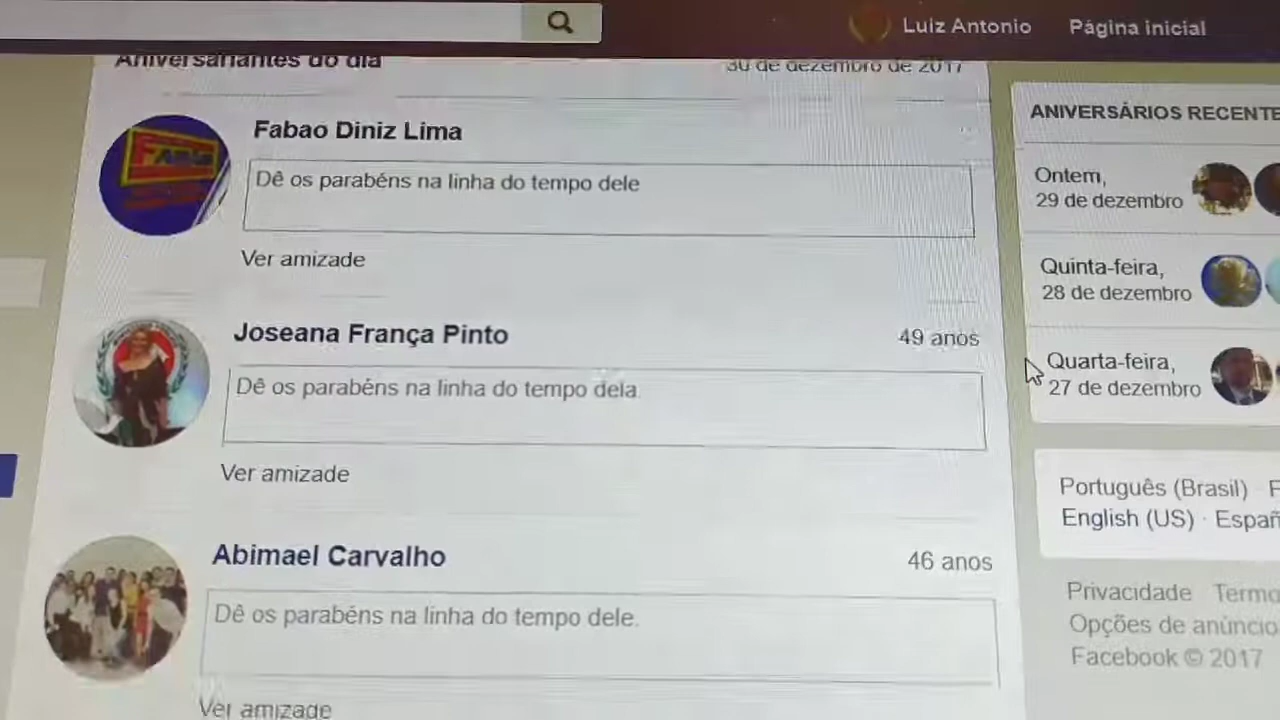 Luiz Antonio
Página inicial
Aniversariantes do dia
30 de dezembro de 2017
Fabao Diniz Lima
Dê os parabéns na linha do tempo dele
Ver amizade
Joseana França Pinto
49 anos
Dê os parabéns na linha do tempo dela.
Ver amizade
Abimael Carvalho
46 anos
Dê os parabéns na linha do tempo dele.
Ver amizade
ANIVERSÁRIOS RECENTE
Ontem,
29 de dezembro
Quinta-feira,
28 de dezembro
Quarta-feira,
27 de dezembro
Português (Brasil) · F
English (US) · Españ
Privacidade Termo
Opções de anúncio
Facebook © 2017